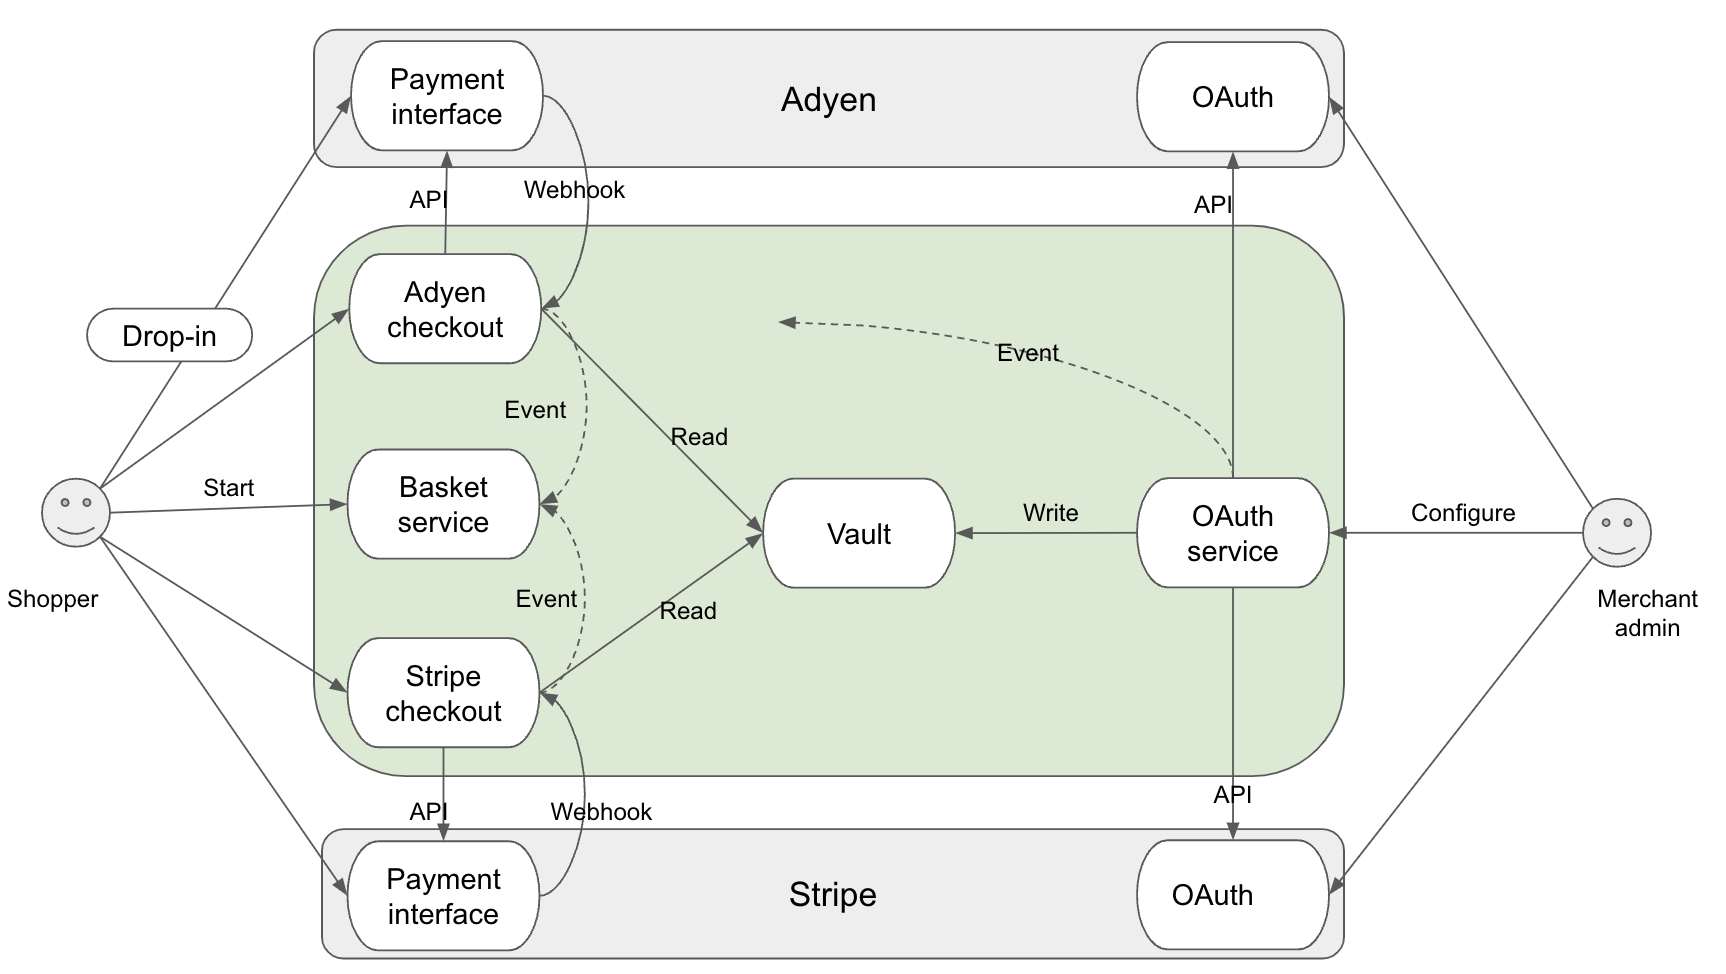 Payment
interface
Adyen
OAuth
API
Webhook
API
Adyen
checkout
Drop-in
Event
Event
Read
Start
Basket
service
Vault
Write
OAuth
service
Configure
Shopper
Event
Read
Merchant
admin
Stripe
checkout
API
Webhook
API
Payment
interface
Stripe
OAuth